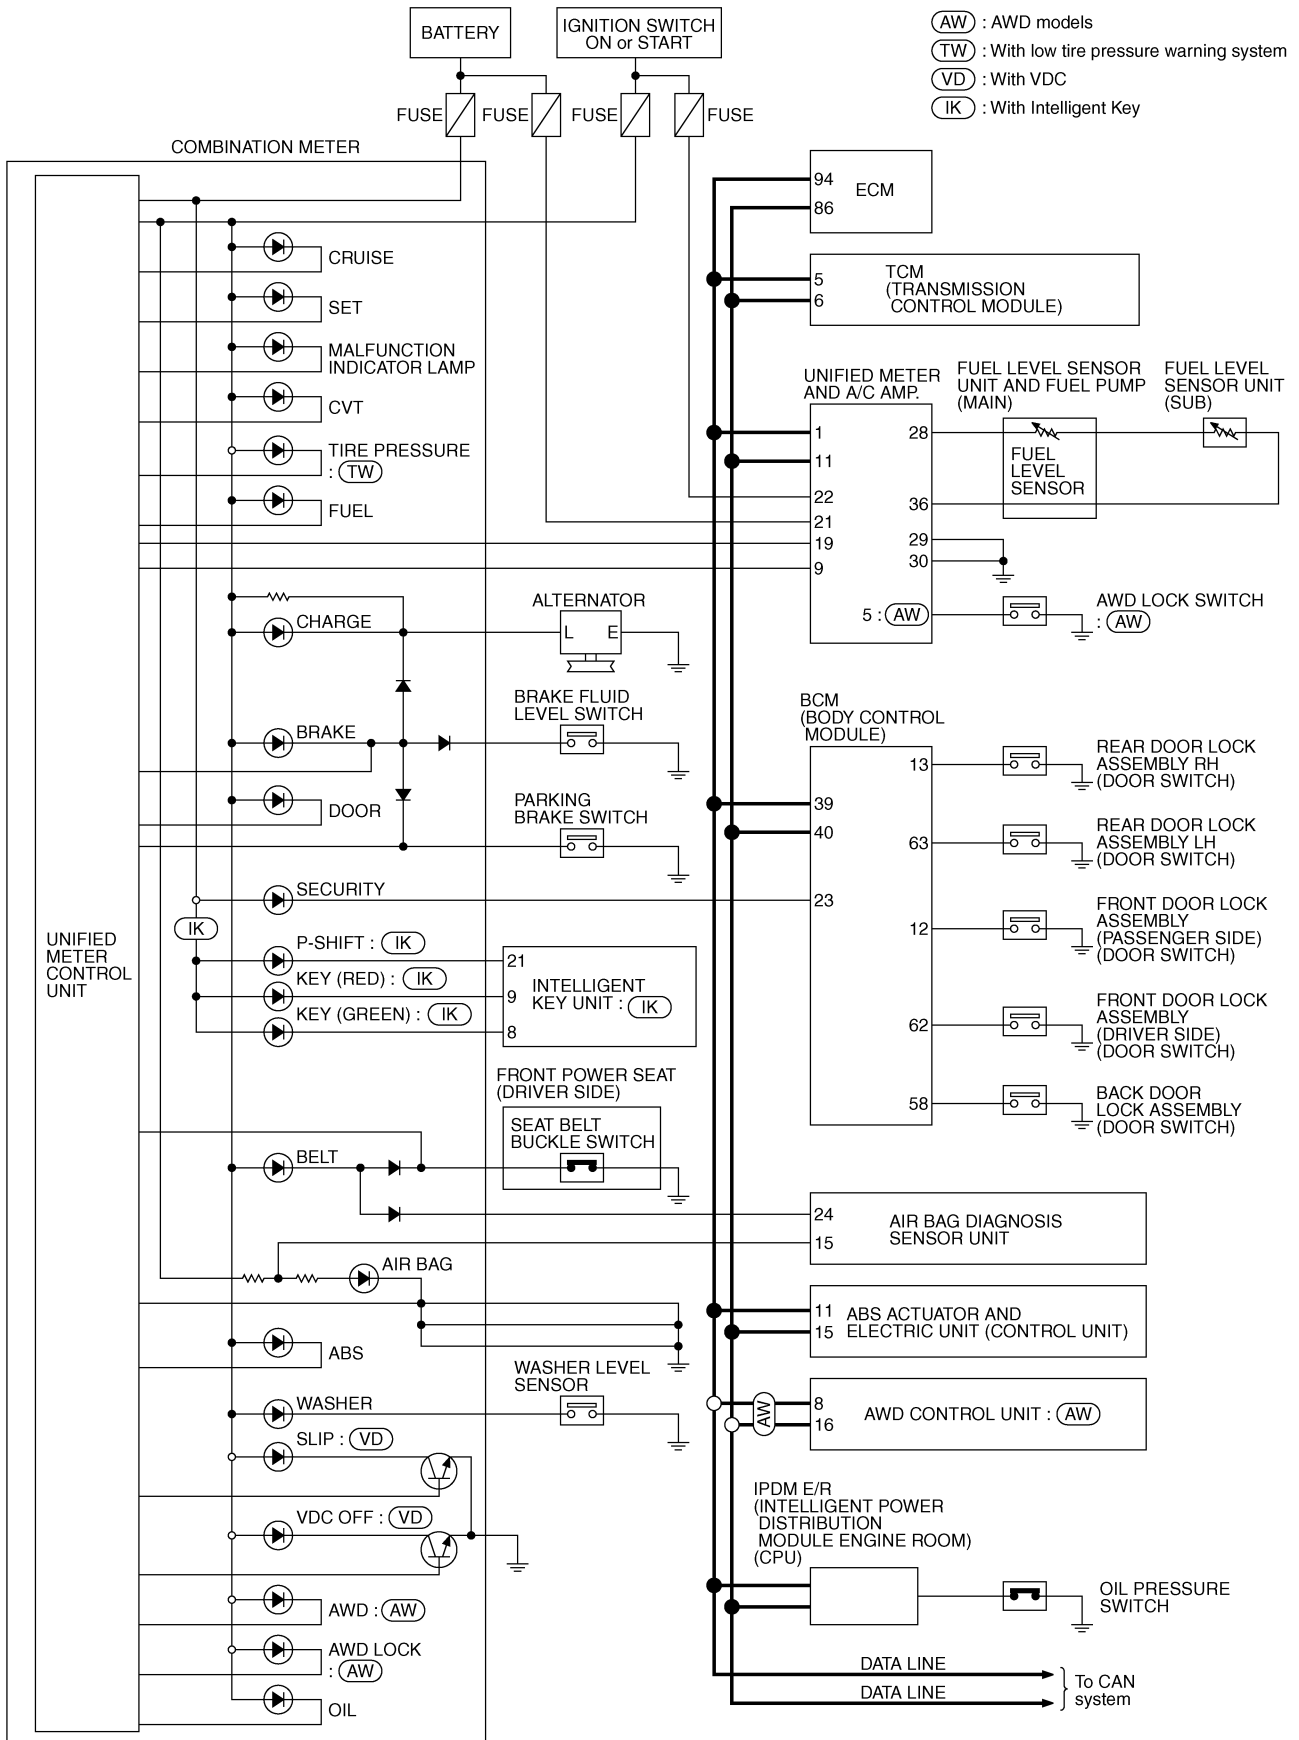 BATTERY
IGNITION SWITCH
ON or START
AW : AWD models
TW : With low tire pressure warning system
VD : With VDC
IK : With Intelligent Key
FUSE
FUSE
FUSE
FUSE
COMBINATION METER
UNIFIED
METER
CONTROL
UNIT
CRUISE
SET
MALFUNCTION
INDICATOR LAMP
CVT
TIRE PRESSURE
: TW
FUEL
CHARGE
ALTERNATOR
L E
BRAKE
BRAKE FLUID
LEVEL SWITCH
DOOR
PARKING
BRAKE SWITCH
SECURITY
IK
P-SHIFT : IK
KEY (RED) : IK
KEY (GREEN) : IK
21
9
8
INTELLIGENT
KEY UNIT : IK
FRONT POWER SEAT
(DRIVER SIDE)
SEAT BELT
BUCKLE SWITCH
BELT
AIR BAG
ABS
WASHER LEVEL
SENSOR
WASHER
SLIP : VD
VDC OFF : VD
AWD : AW
AWD LOCK
: AW
OIL
94
86
ECM
5
6
TCM
(TRANSMISSION
CONTROL MODULE)
UNIFIED METER
AND A/C AMP.
1
11
22
21
19
9
28
36
29
30
5 : AW
FUEL LEVEL SENSOR
UNIT AND FUEL PUMP
(MAIN)
FUEL
LEVEL
SENSOR
FUEL LEVEL
SENSOR UNIT
(SUB)
AWD LOCK SWITCH
: AW
BCM
(BODY CONTROL
MODULE)
39
40
23
13
63
12
62
58
REAR DOOR LOCK
ASSEMBLY RH
(DOOR SWITCH)
REAR DOOR LOCK
ASSEMBLY LH
(DOOR SWITCH)
FRONT DOOR LOCK
ASSEMBLY
(PASSENGER SIDE)
(DOOR SWITCH)
FRONT DOOR LOCK
ASSEMBLY
(DRIVER SIDE)
(DOOR SWITCH)
BACK DOOR
LOCK ASSEMBLY
(DOOR SWITCH)
24
15
AIR BAG DIAGNOSIS
SENSOR UNIT
11
15
ABS ACTUATOR AND
ELECTRIC UNIT (CONTROL UNIT)
AW
8
16
AWD CONTROL UNIT : AW
IPDM E/R
(INTELLIGENT POWER
DISTRIBUTION
MODULE ENGINE ROOM)
(CPU)
OIL PRESSURE
SWITCH
DATA LINE
DATA LINE
To CAN
system